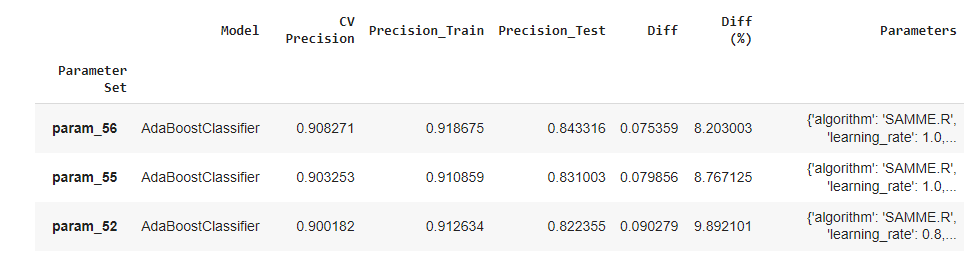 Model CV Precision Precision_Train Precision_Test Diff Diff (%) Parameters
Parameter Set
param_56 AdaBoostClassifier 0.908271 0.918675 0.843316 0.075359 8.203003 {'algorithm': 'SAMME.R', 'learning_rate': 1.0,...
param_55 AdaBoostClassifier 0.903253 0.910859 0.831003 0.079856 8.767125 {'algorithm': 'SAMME.R', 'learning_rate': 1.0,...
param_52 AdaBoostClassifier 0.900182 0.912634 0.822355 0.090279 9.892101 {'algorithm': 'SAMME.R', 'learning_rate': 0.8,...